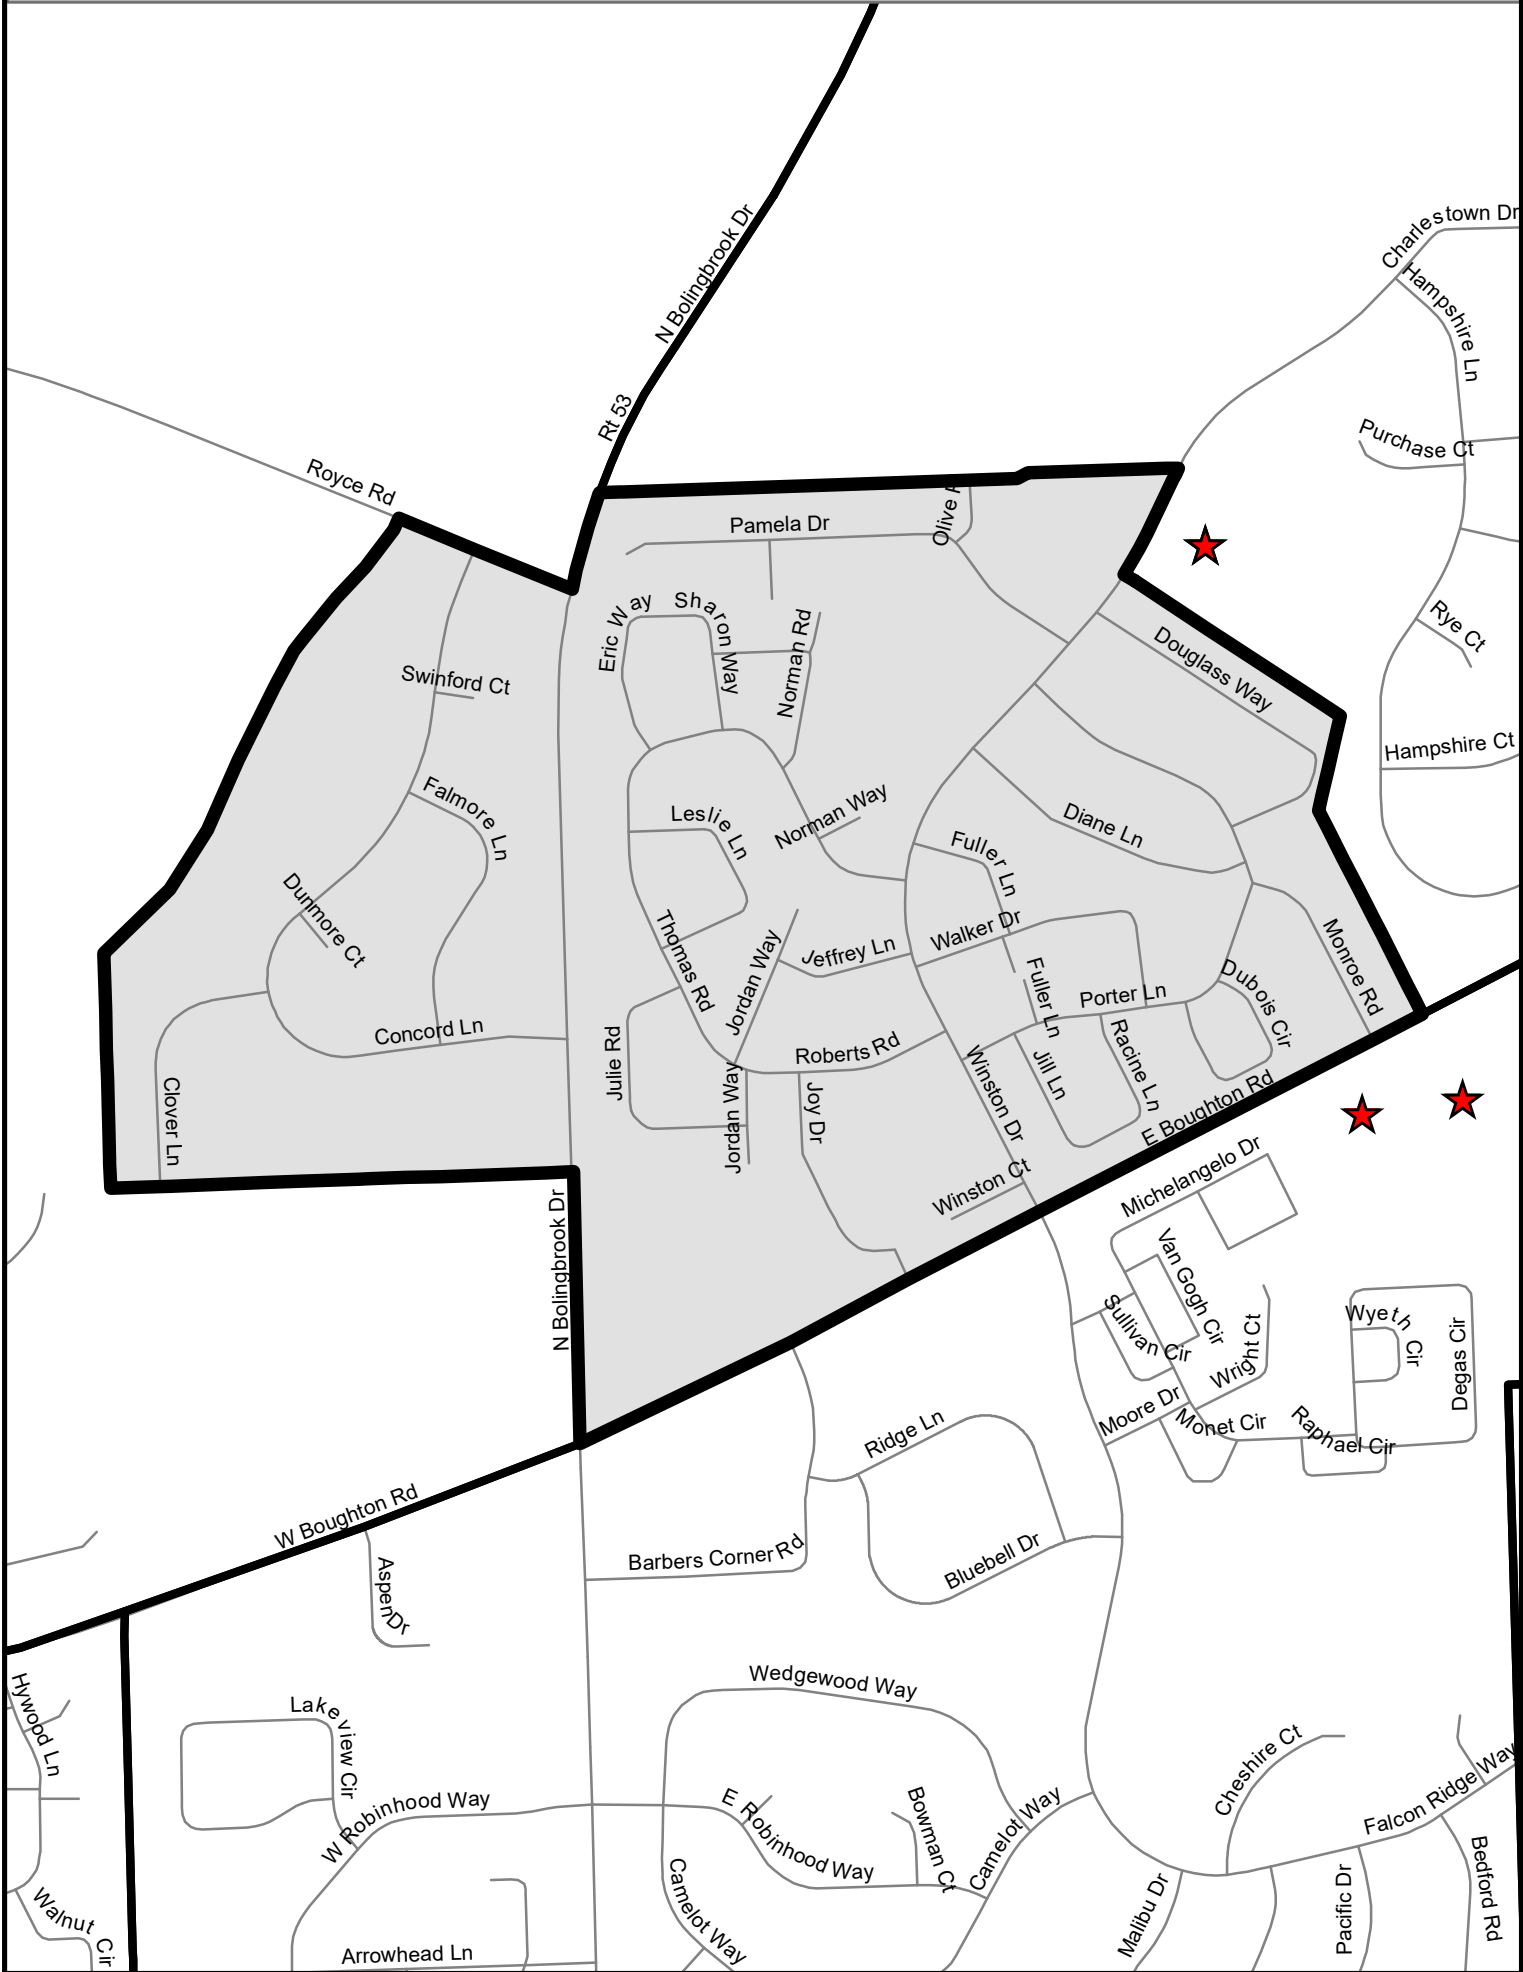 Charlestown Dr
N Bolingbrook Dr
Hampshire Ln
Rt 53
Purchase Ct
Royce Rd
Olive
Pamela Dr
Eric Way
Sharon Way
Norman Rd
Rye Ct
Douglass Way
Swinford Ct
Hampshire Ct
Falmore Ln
Leslie Ln
Norman Way
Diane Ln
Fuller Ln
Dunmore Ct
Thomas Rd
Walker Dr
Monroe Rd
Jordan Way
Jeffrey Ln
Fuller Ln
Porter Ln
Dubois Cir
Concord Ln
Julie Rd
Roberts Rd
Winston Dr
Jill Ln
Racine Ln
Clover Ln
Jordan Way
Joy Dr
E Boughton Rd
Winston Ct
Michelangelo Dr
N Bolingbrook Dr
Van Gogh Cir
Sullivan Cir
Wright Ct
Wyeth Cir
Degas Cir
Moore Dr
Monet Cir
Raphael Cir
Ridge Ln
W Boughton Rd
Barbers Corner Rd
Bluebell Dr
Aspen Dr
Hywood Ln
Wedgewood Way
Lakeview Cir
Cheshire Ct
W Robinhood Way
E Robinhood Way
Bowman Ct
Camelot Way
Falcon Ridge Way
Camelot Way
Walnut Cir
Arrowhead Ln
Malibu Dr
Pacific Dr
Bedford Rd